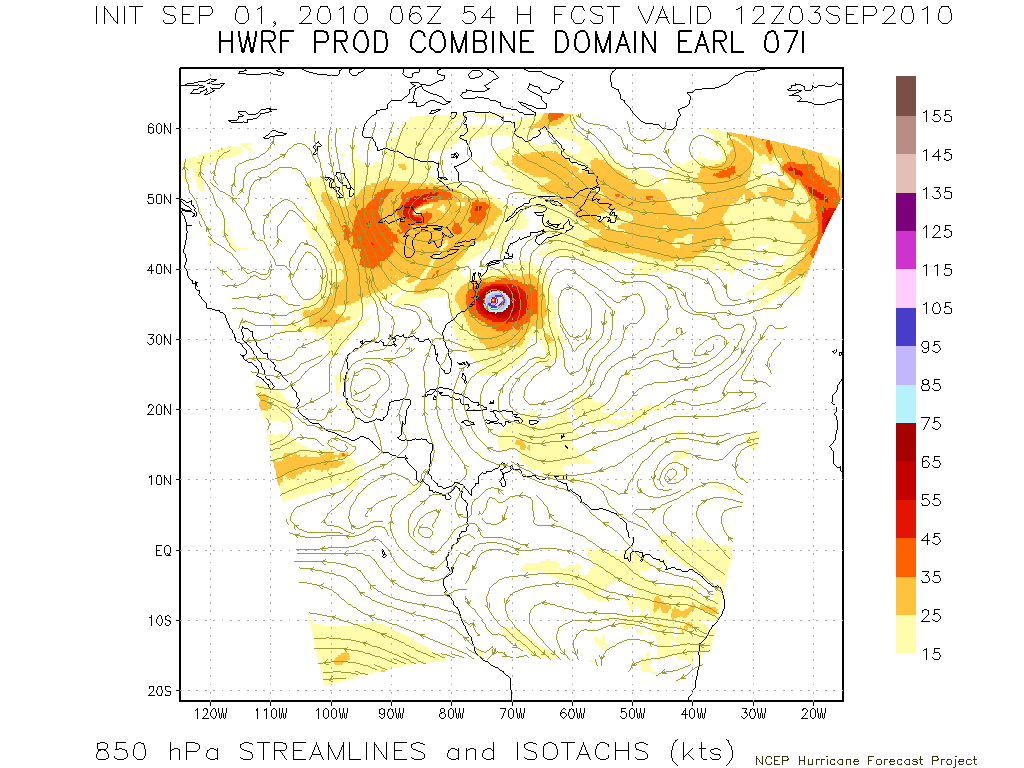 INIT SEP 01, 2010 06Z 54 H FCST VALID 12Z03SEP2010
HWRF PROD COMBINE DOMAIN EARL 07l
60N
50N
40N
30N
20N
10N
EQ
10S
20S
120W 110W 100W 90W 80W 70W 60W 50W 40W 30W 20W
155
145
135
125
115
105
95
85
75
65
55
45
35
25
15
850 hPa STREAMLINES and ISOTACHS (kts)
NCEP Hurricane Forecast Project